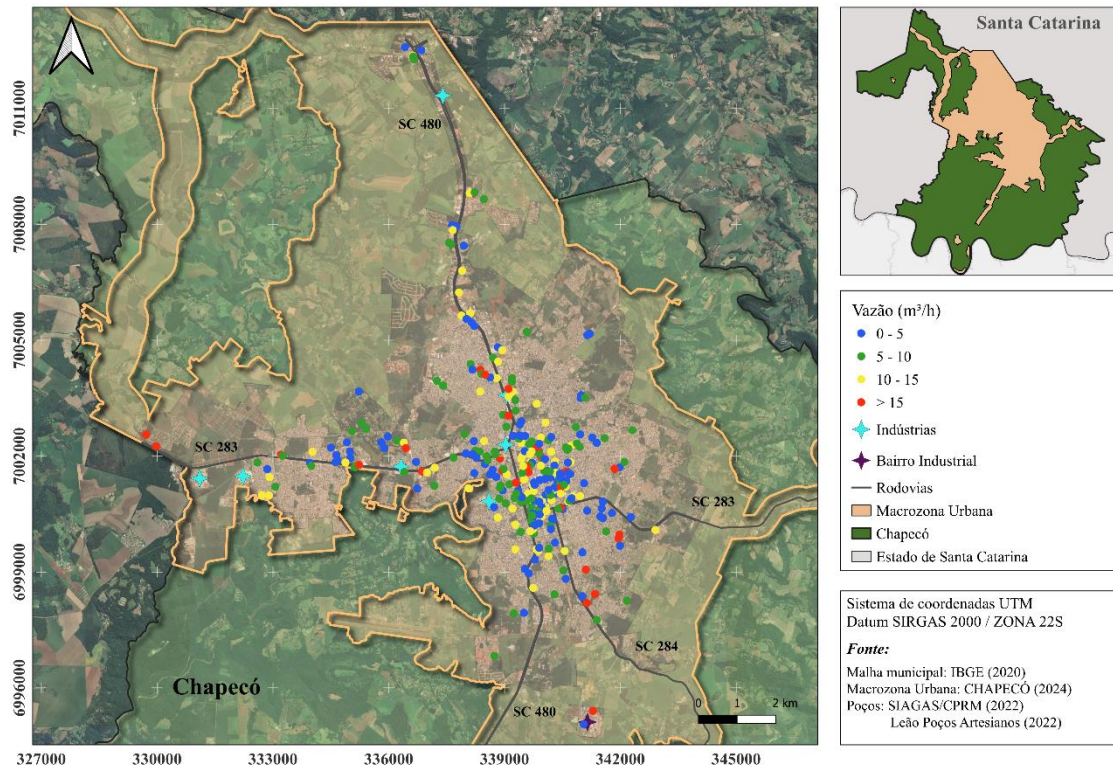 7011000
7008000
7005000
7002000
6999000
6996000
SC 480
SC 283
SC 283
SC 284
SC 480
Chapecó
0 1 2 km
327000 330000 333000 336000 339000 342000 345000
Santa Catarina
Vazão (m³/h)
0 - 5
5 - 10
10 - 15
> 15
Indústrias
Bairro Industrial
Rodovias
Macrozona Urbana
Chapecó
Estado de Santa Catarina
Sistema de coordenadas UTM
Datum SIRGAS 2000 / ZONA 22S
Fonte:
Malha municipal: IBGE (2020)
Macrozona Urbana: CHAPECÓ (2024)
Poços: SIAGAS/CPRM (2022)
Leão Poços Artesianos (2022)